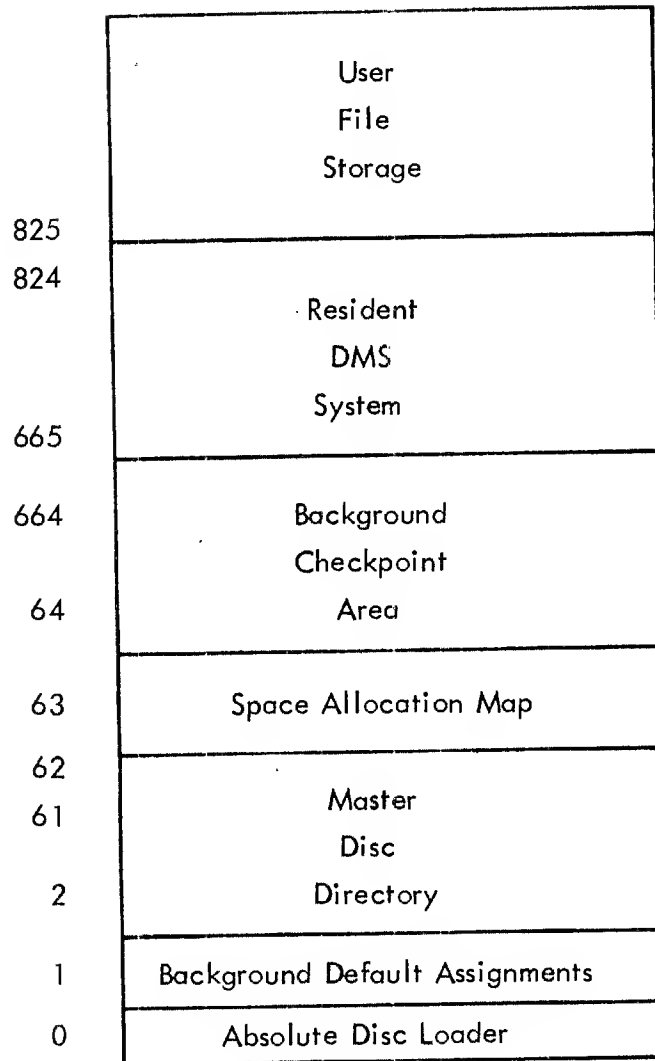 User
File
Storage
825
824
Resident
DMS
System
665
664 Background
Checkpoint
64 Area
63 Space Allocation Map
62
61 Master
Disc
2 Directory
1 Background Default Assignments
0 Absolute Disc Loader